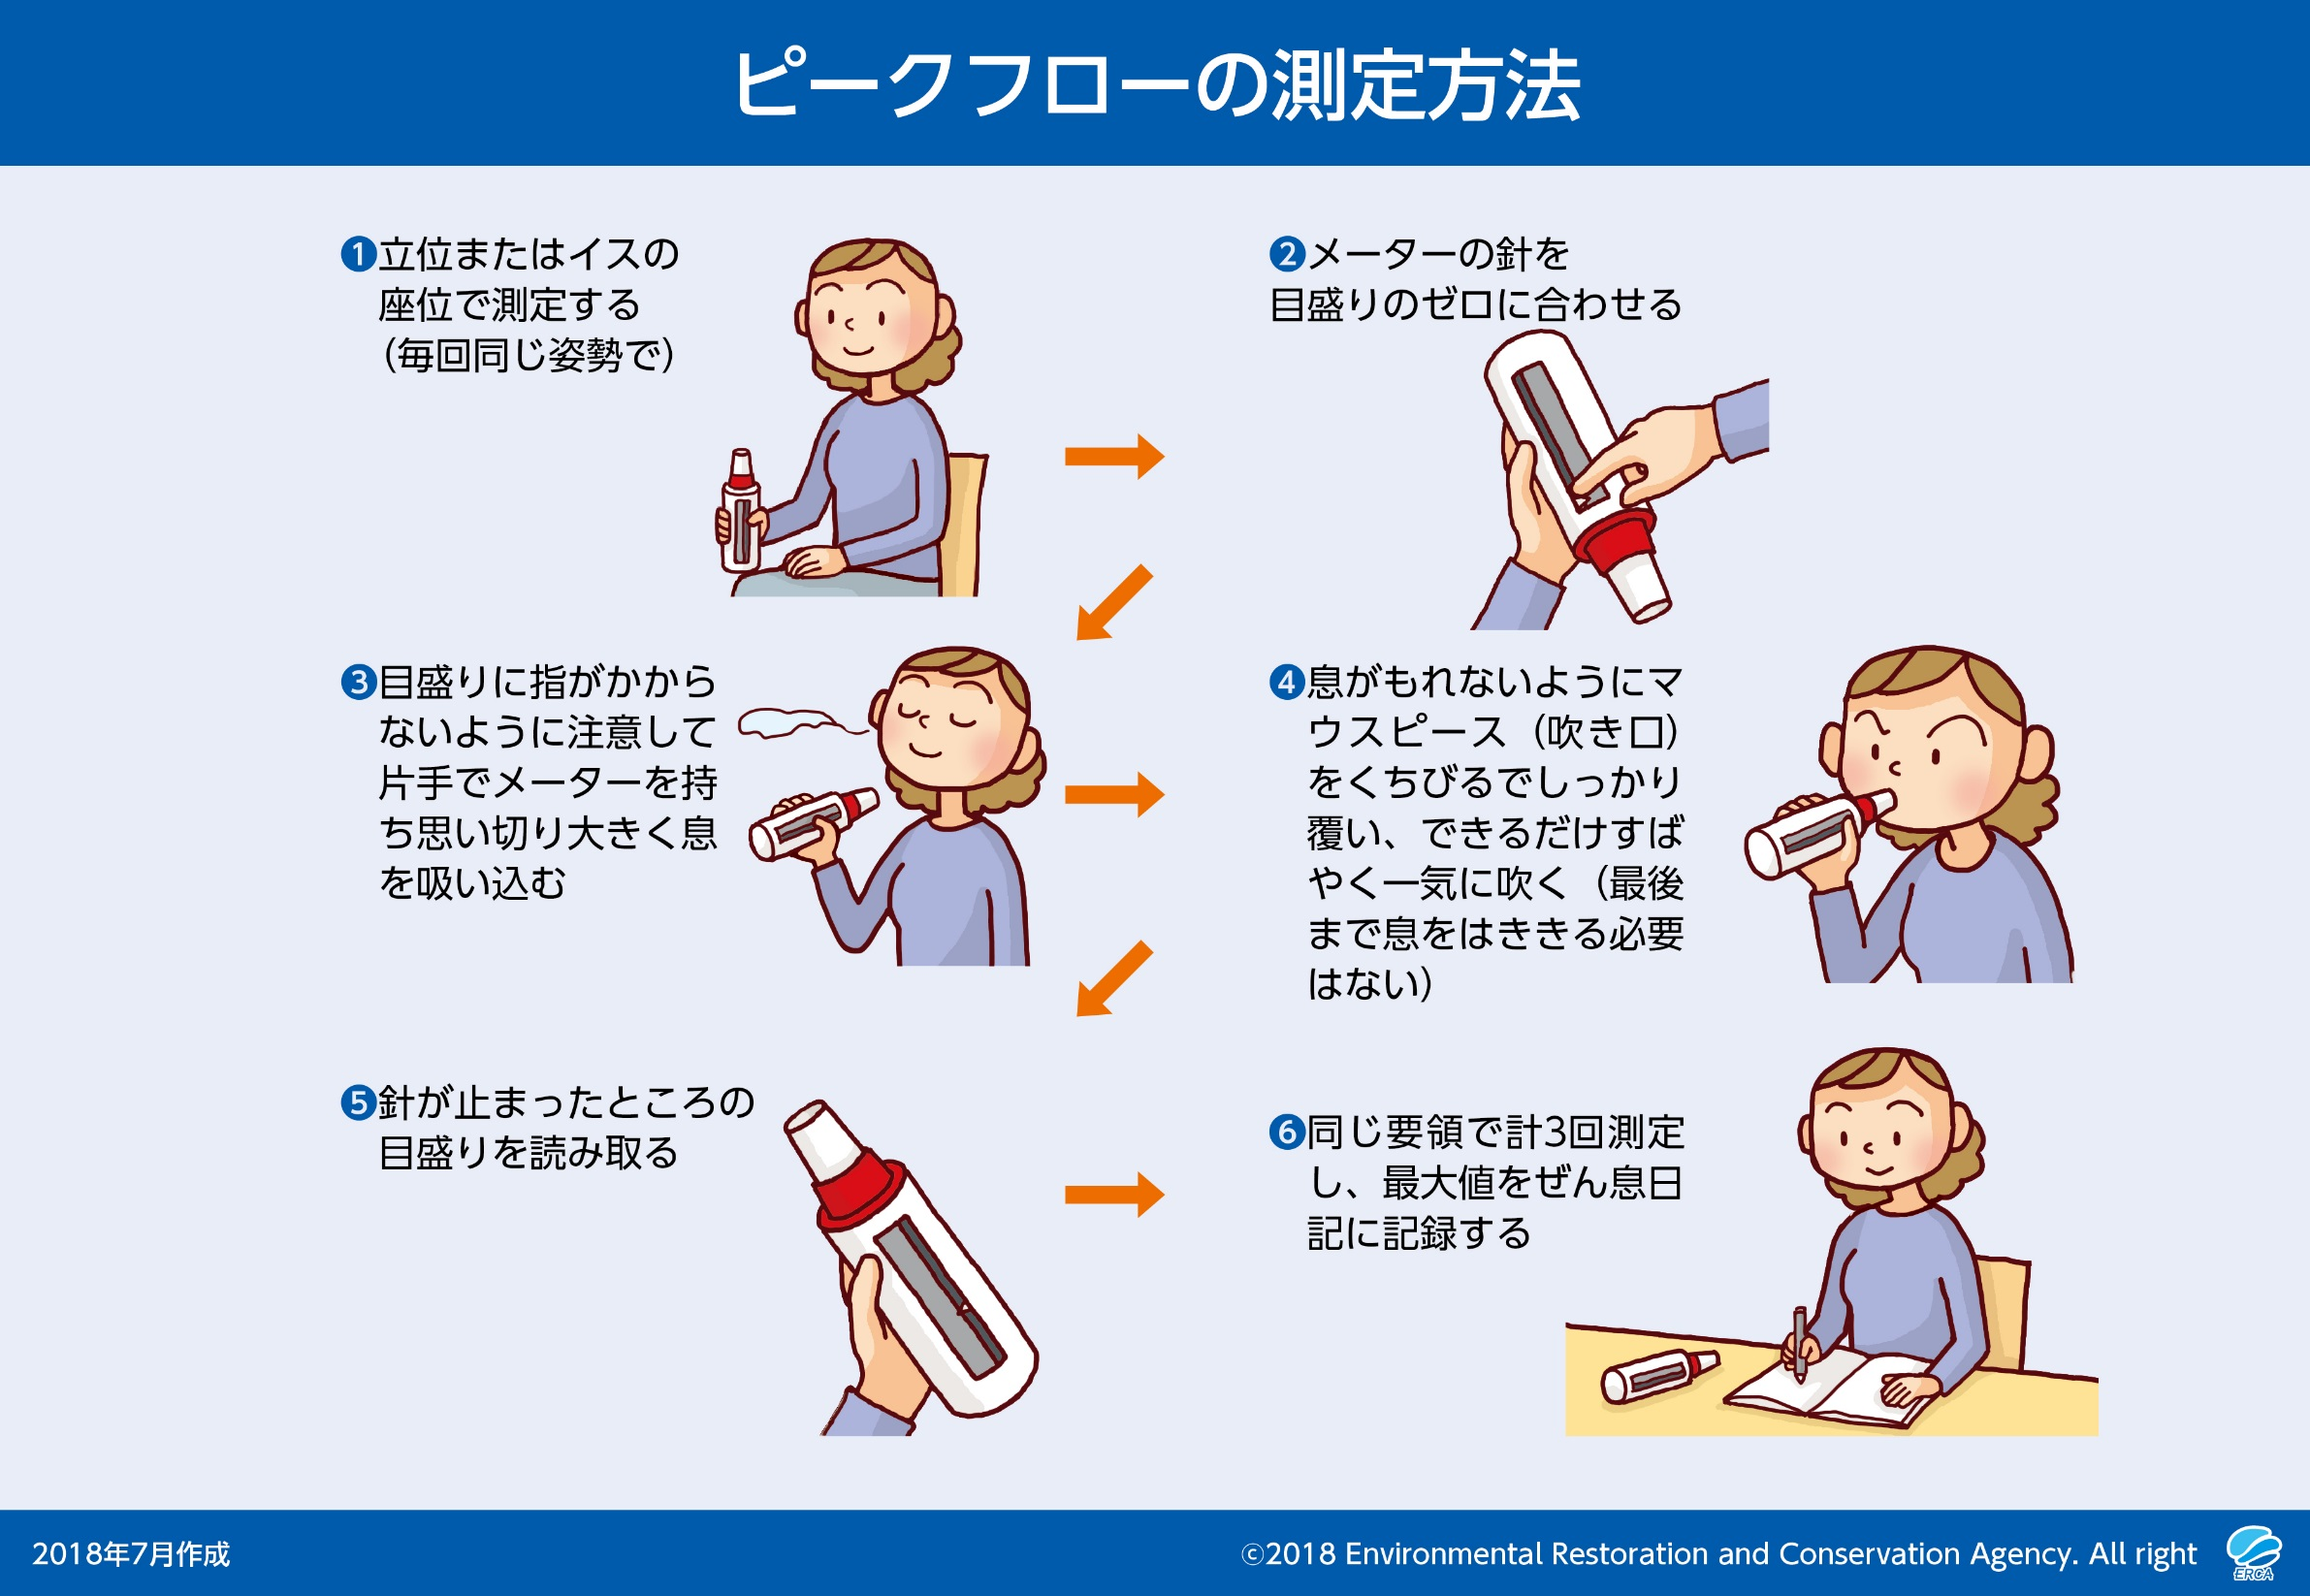 ピークフローの測定方法
❶立位またはイスの
座位で測定する
（毎回同じ姿勢で）
❷メーターの針を
目盛りのゼロに合わせる
❸目盛りに指がかから
ないように注意して
片手でメーターを持
ち思い切り大きく息
を吸い込む
❹息がもれないようにマ
ウスピース（吹き口）
をくちびるでしっかり
覆い、できるだけすば
やく一気に吹く（最後
まで息をはききる必要
はない）
❺針が止まったところの
目盛りを読み取る
❻同じ要領で計3回測定
し、最大値をぜん息日
記に記録する
2018年7月作成
©2018 Environmental Restoration and Conservation Agency. All right
ERCA